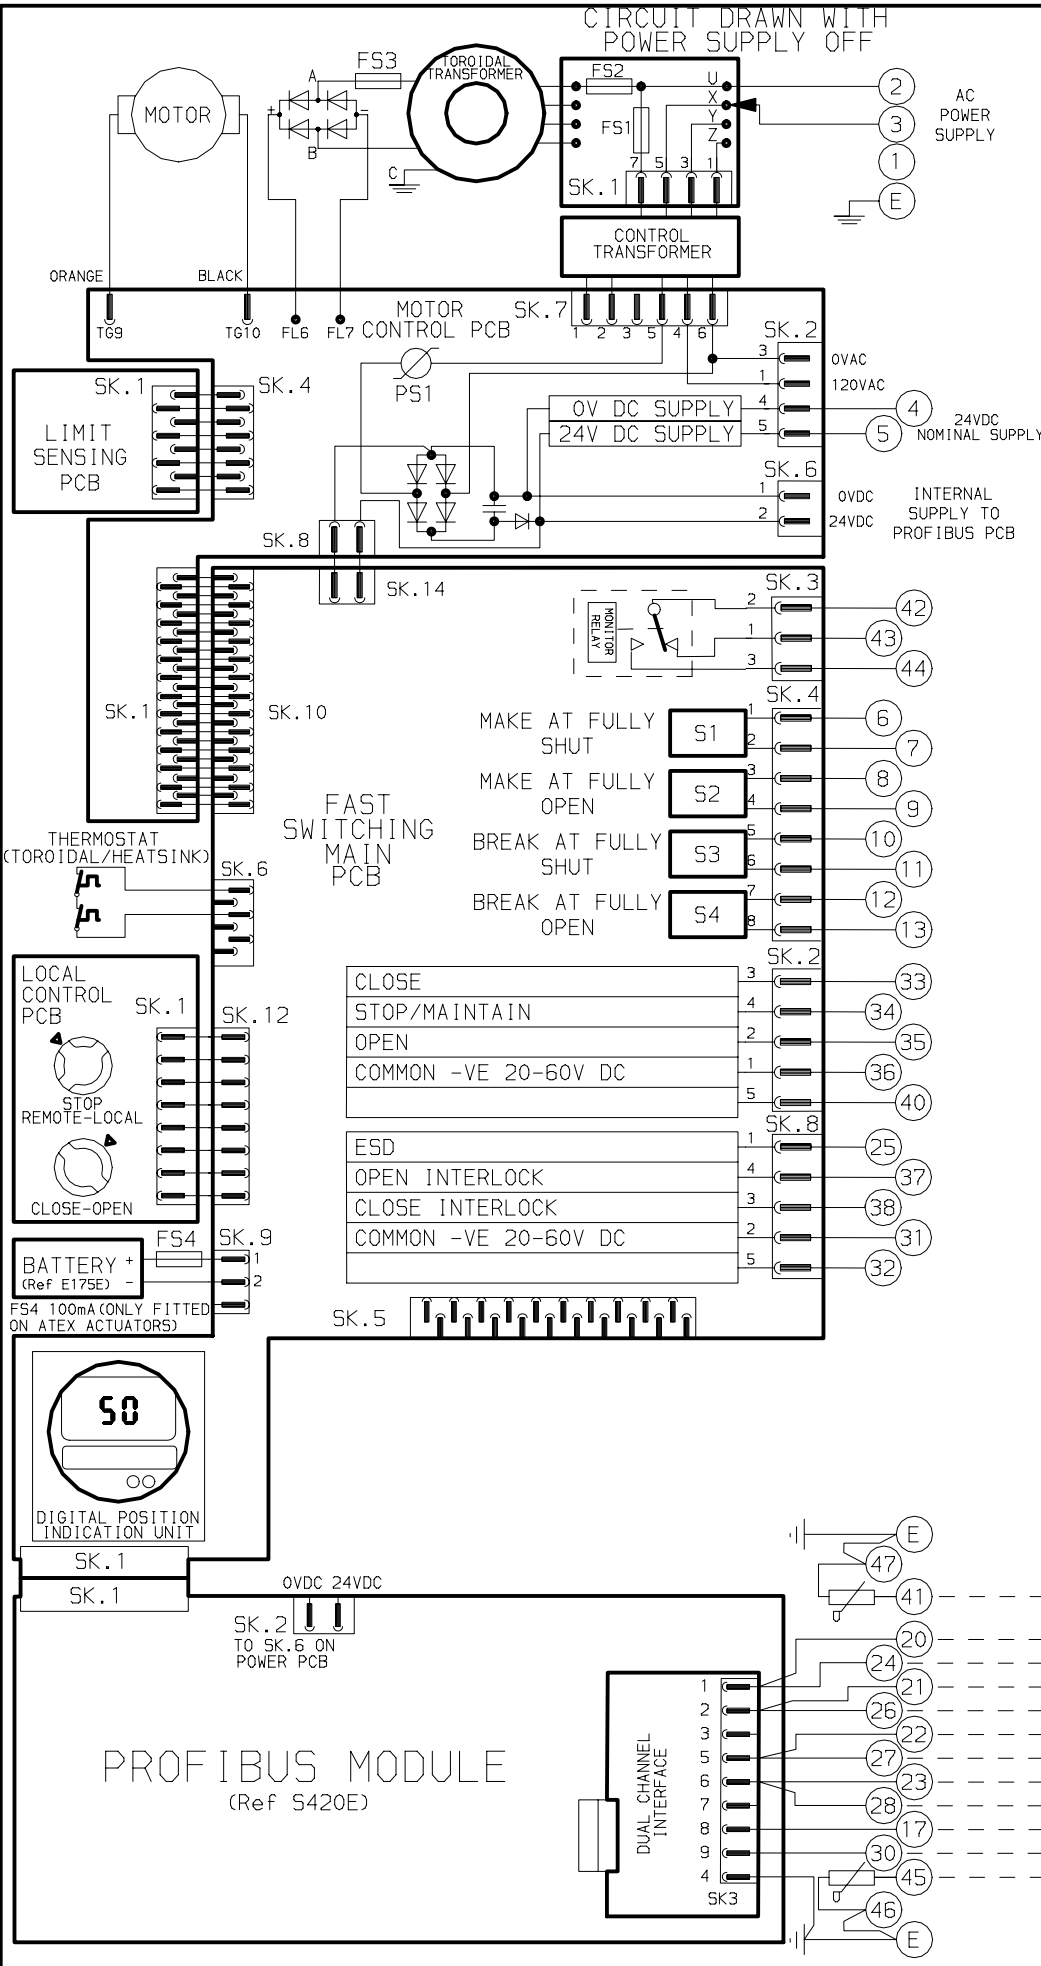 CIRCUIT DRAWN WITH
POWER SUPPLY OFF
MOTOR
A
FS3
+
-
B
C
TOROIDAL
TRANSFORMER
FS2
FS1
U
X
Y
Z
7 5 3 1
SK.1
2
3
1
E
AC
POWER
SUPPLY
CONTROL
TRANSFORMER
ORANGE
BLACK
TG9
TG10
FL6
FL7
MOTOR
CONTROL PCB
SK.7
1 2 3 5 4 6
PS1
SK.2
3 0VAC
1 120VAC
0V DC SUPPLY 4
4
24V DC SUPPLY 5
5
24VDC
NOMINAL SUPPLY
SK.6
1 0VDC
2 24VDC
INTERNAL
SUPPLY TO
PROFIBUS PCB
SK.1
SK.4
LIMIT
SENSING
PCB
SK.8
SK.14
SK.1
SK.10
FAST
SWITCHING
MAIN
PCB
MONITOR
RELAY
SK.3
2 42
1 43
3 44
SK.4
MAKE AT FULLY
SHUT
S1
1 6
2 7
MAKE AT FULLY
OPEN
S2
3 8
4 9
BREAK AT FULLY
SHUT
S3
5 10
6 11
BREAK AT FULLY
OPEN
S4
7 12
8 13
THERMOSTAT
(TOROIDAL/HEATSINK)
SK.6
LOCAL
CONTROL
PCB
SK.1
SK.12
STOP
REMOTE-LOCAL
CLOSE-OPEN
SK.2
CLOSE 3 33
STOP/MAINTAIN 4 34
OPEN 2 35
COMMON -VE 20-60V DC 1 36
5 40
SK.8
ESD 1 25
OPEN INTERLOCK 4 37
CLOSE INTERLOCK 3 38
COMMON -VE 20-60V DC 2 31
5 32
BATTERY + -
(Ref E175E)
FS4
SK.9
1
2
FS4 100mA(ONLY FITTED
ON ATEX ACTUATORS)
SK.5
50
DIGITAL POSITION
INDICATION UNIT
SK.1
SK.1
0VDC 24VDC
SK.2
TO SK.6 ON
POWER PCB
PROFIBUS MODULE
(Ref S420E)
DUAL CHANNEL
INTERFACE
1
2
3
5
6
7
8
9
4
SK3
E
47
U
41
20
24
21
26
22
27
23
28
17
30
45
U
46
E